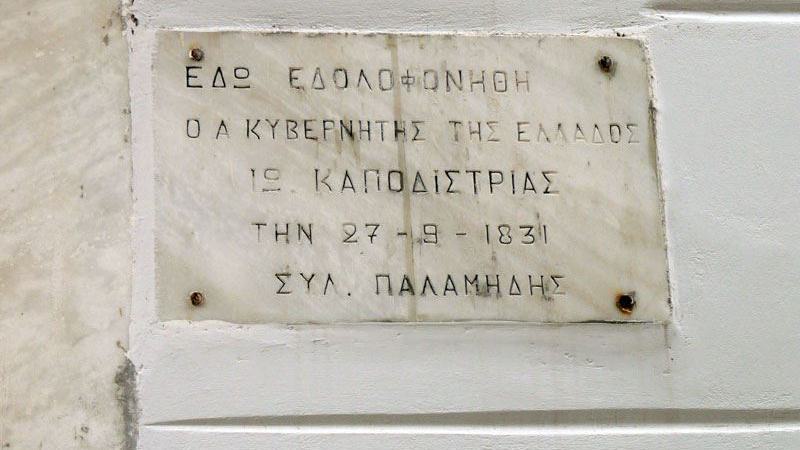 ΕΔΩ ΕΔΟΛΟΦΟΝΗΘΗ
Ο Α ΚΥΒΕΡΝΗΤΗΣ ΤΗΣ ΕΛΛΑΔΟΣ
ΙΩ. ΚΑΠΟΔΙΣΤΡΙΑΣ
ΤΗΝ 27-9-1831
ΣΥΛ. ΠΑΛΑΜΗΔΗΣ